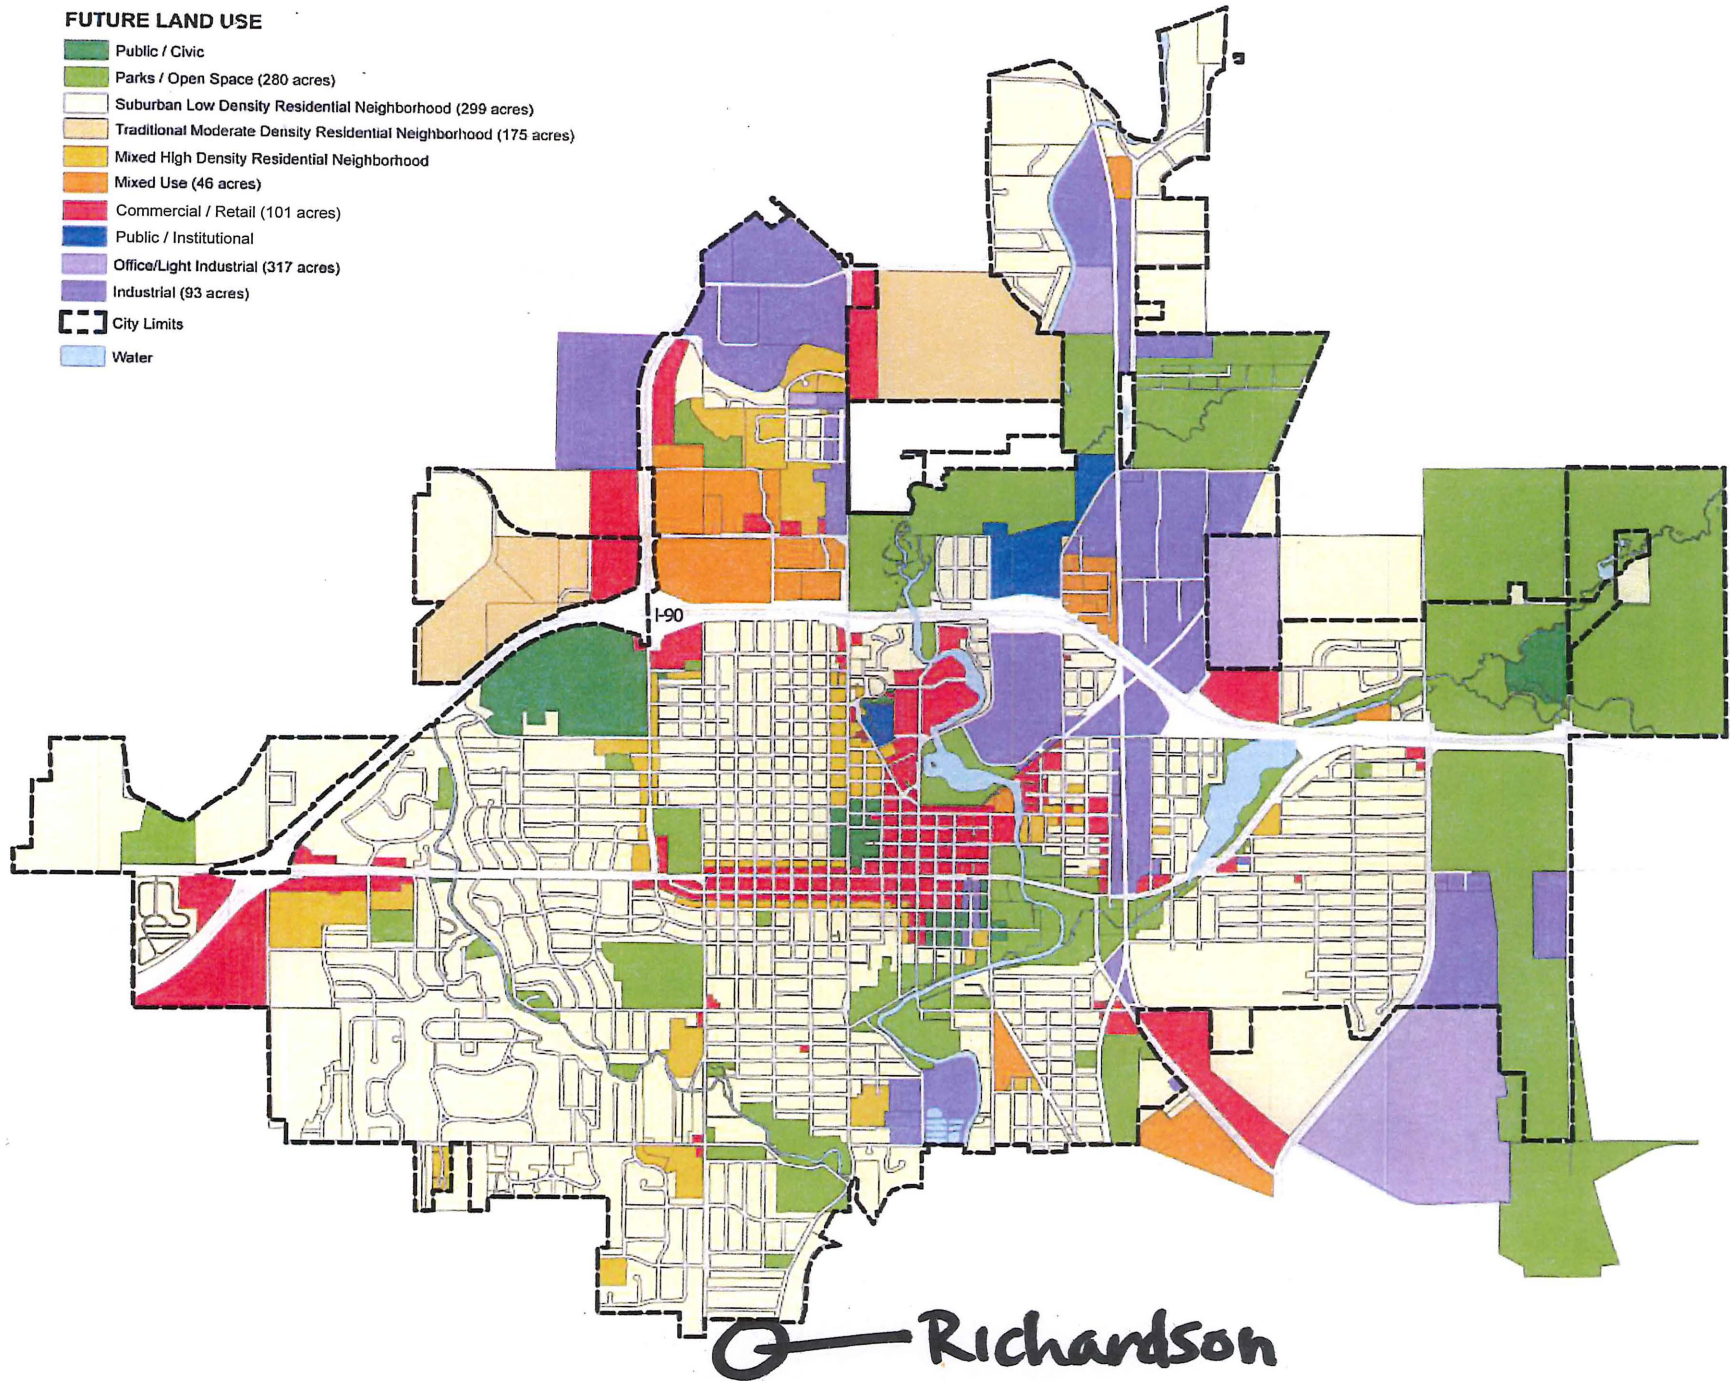 FUTURE LAND USE
Public / Civic
Parks / Open Space (280 acres)
Suburban Low Density Residential Neighborhood (299 acres)
Traditional Moderate Density Residential Neighborhood (175 acres)
Mixed High Density Residential Neighborhood
Mixed Use (46 acres)
Commercial / Retail (101 acres)
Public / Institutional
Office/Light Industrial (317 acres)
Industrial (93 acres)
City Limits
Water
I-90
Richardson